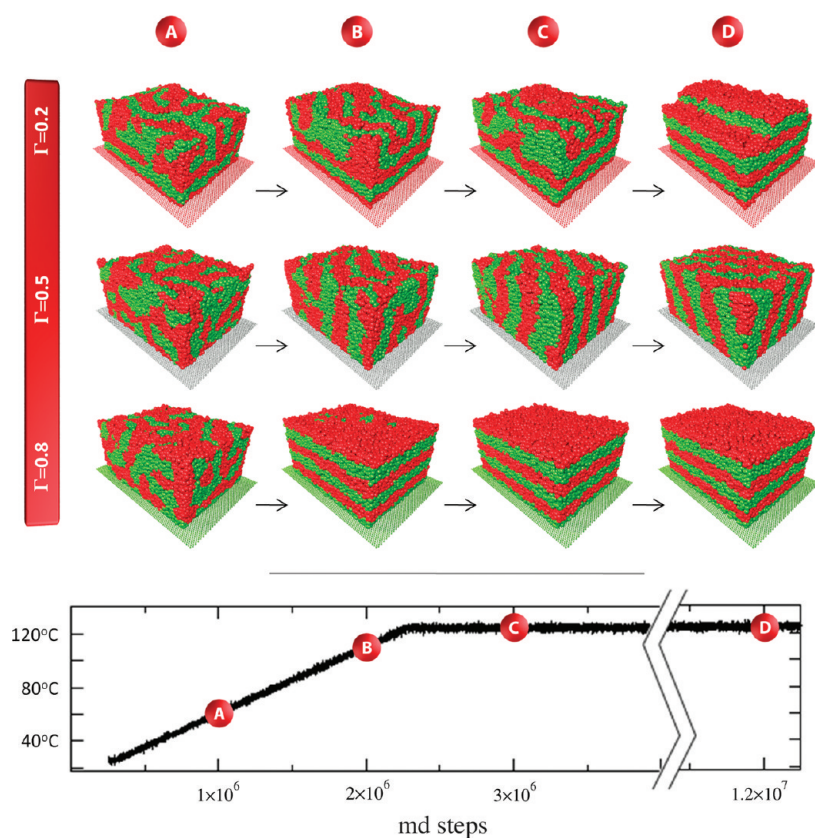 A B C D
Γ=0.2
Γ=0.5
Γ=0.8
120°C
80°C
40°C
A B C D
1×10⁶ 2×10⁶ 3×10⁶ 1.2×10⁷
md steps